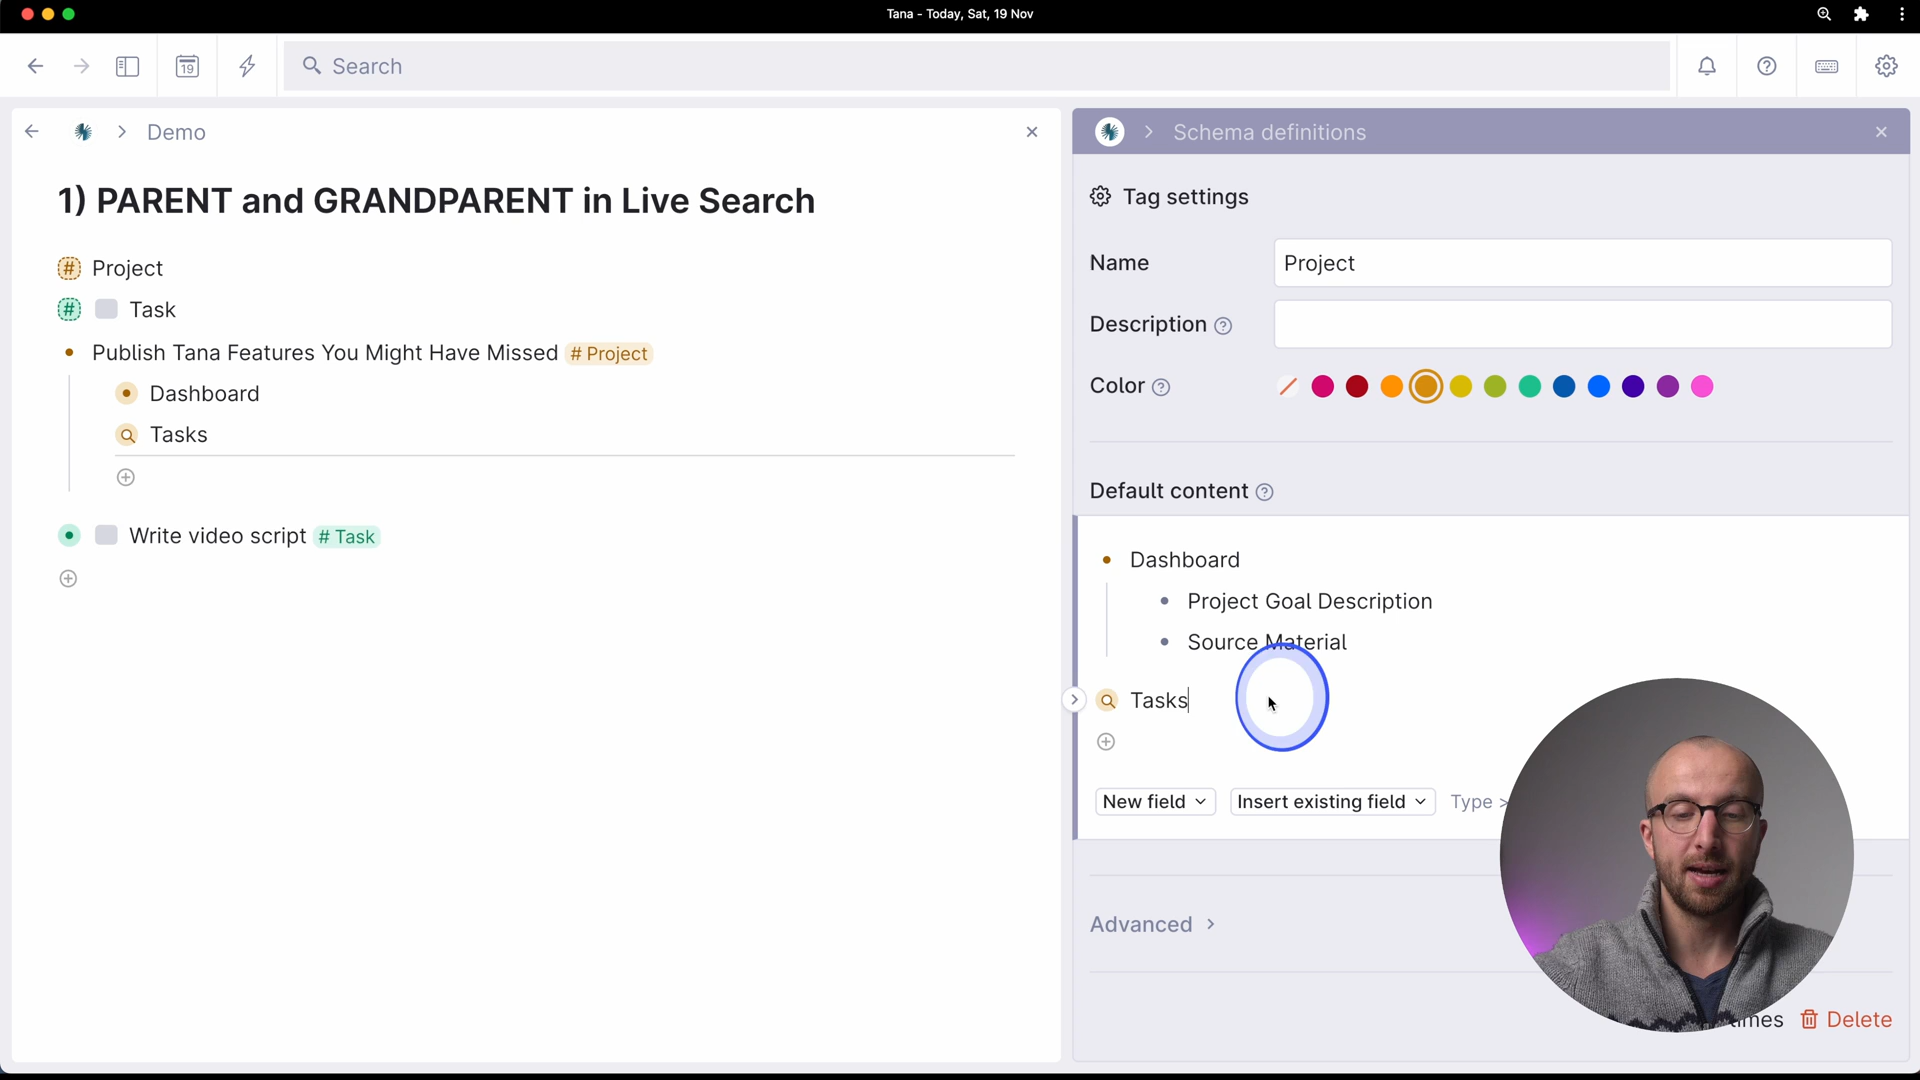 Tana - Today, Sat, 19 Nov
19
Search
Demo
Schema definitions
1) PARENT and GRANDPARENT in Live Search
Tag settings
# Project
Name
Project
# Task
Description
Publish Tana Features You Might Have Missed # Project
Color
Dashboard
Tasks
Default content
Write video script # Task
Dashboard
Project Goal Description
Source Material
Tasks
New field
Insert existing field
Type >
Advanced
times
Delete